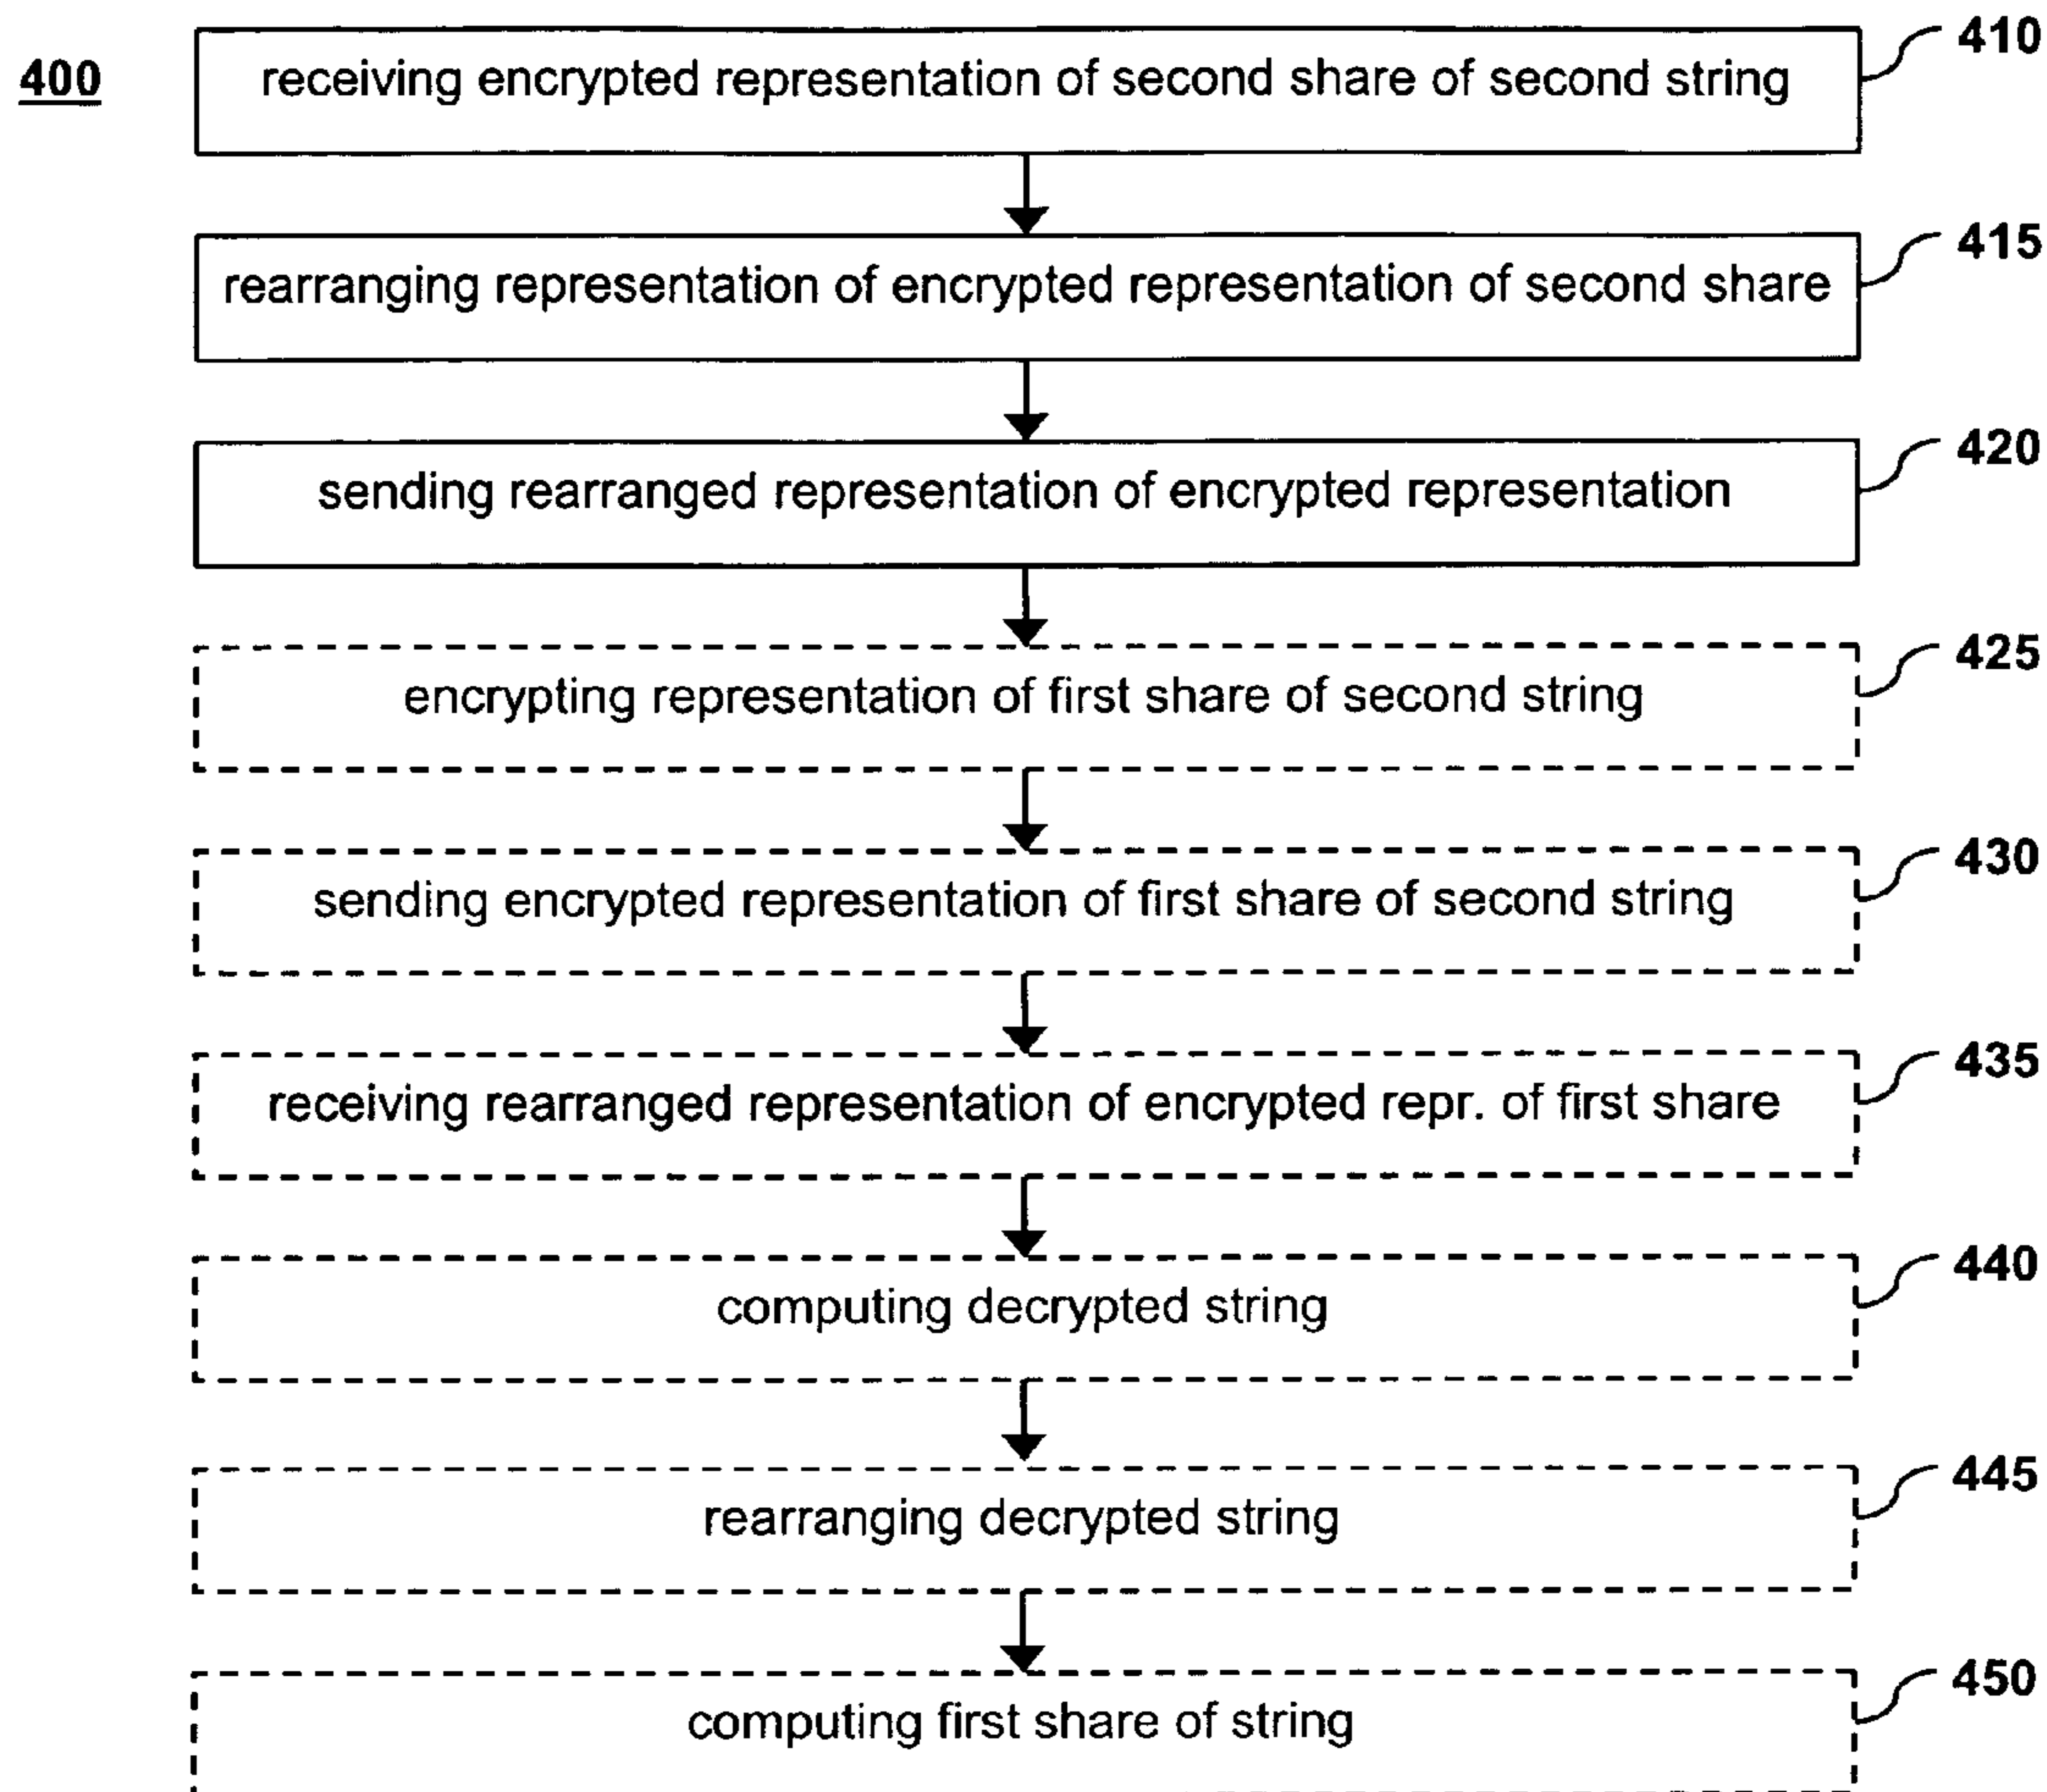 400
receiving encrypted representation of second share of second string
410
rearranging representation of encrypted representation of second share
415
sending rearranged representation of encrypted representation
420
encrypting representation of first share of second string
425
sending encrypted representation of first share of second string
430
receiving rearranged representation of encrypted repr. of first share
435
computing decrypted string
440
rearranging decrypted string
445
computing first share of string
450